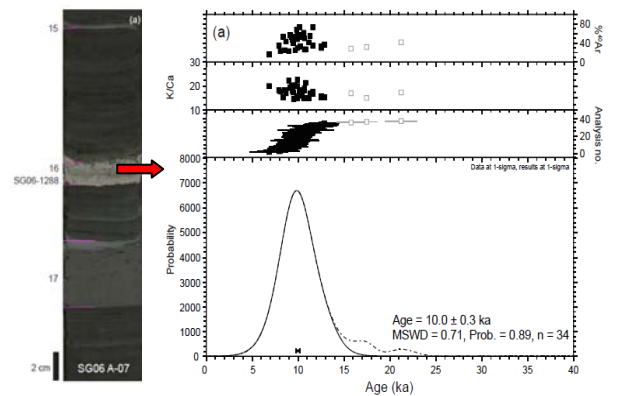 (a)
15
16
SG06-1288
17
2 cm
SG06 A-07
(a)
80
40
0
%⁴⁰Ar
30
20
10
K/Ca
40
20
0
Analysis no.
8000
7000
6000
5000
4000
3000
2000
1000
0
Probability
Data at 1-sigma, results at 1-sigma
Age = 10.0 ± 0.3 ka
MSWD = 0.71, Prob. = 0.89, n = 34
0 5 10 15 20 25 30 35 40
Age (ka)